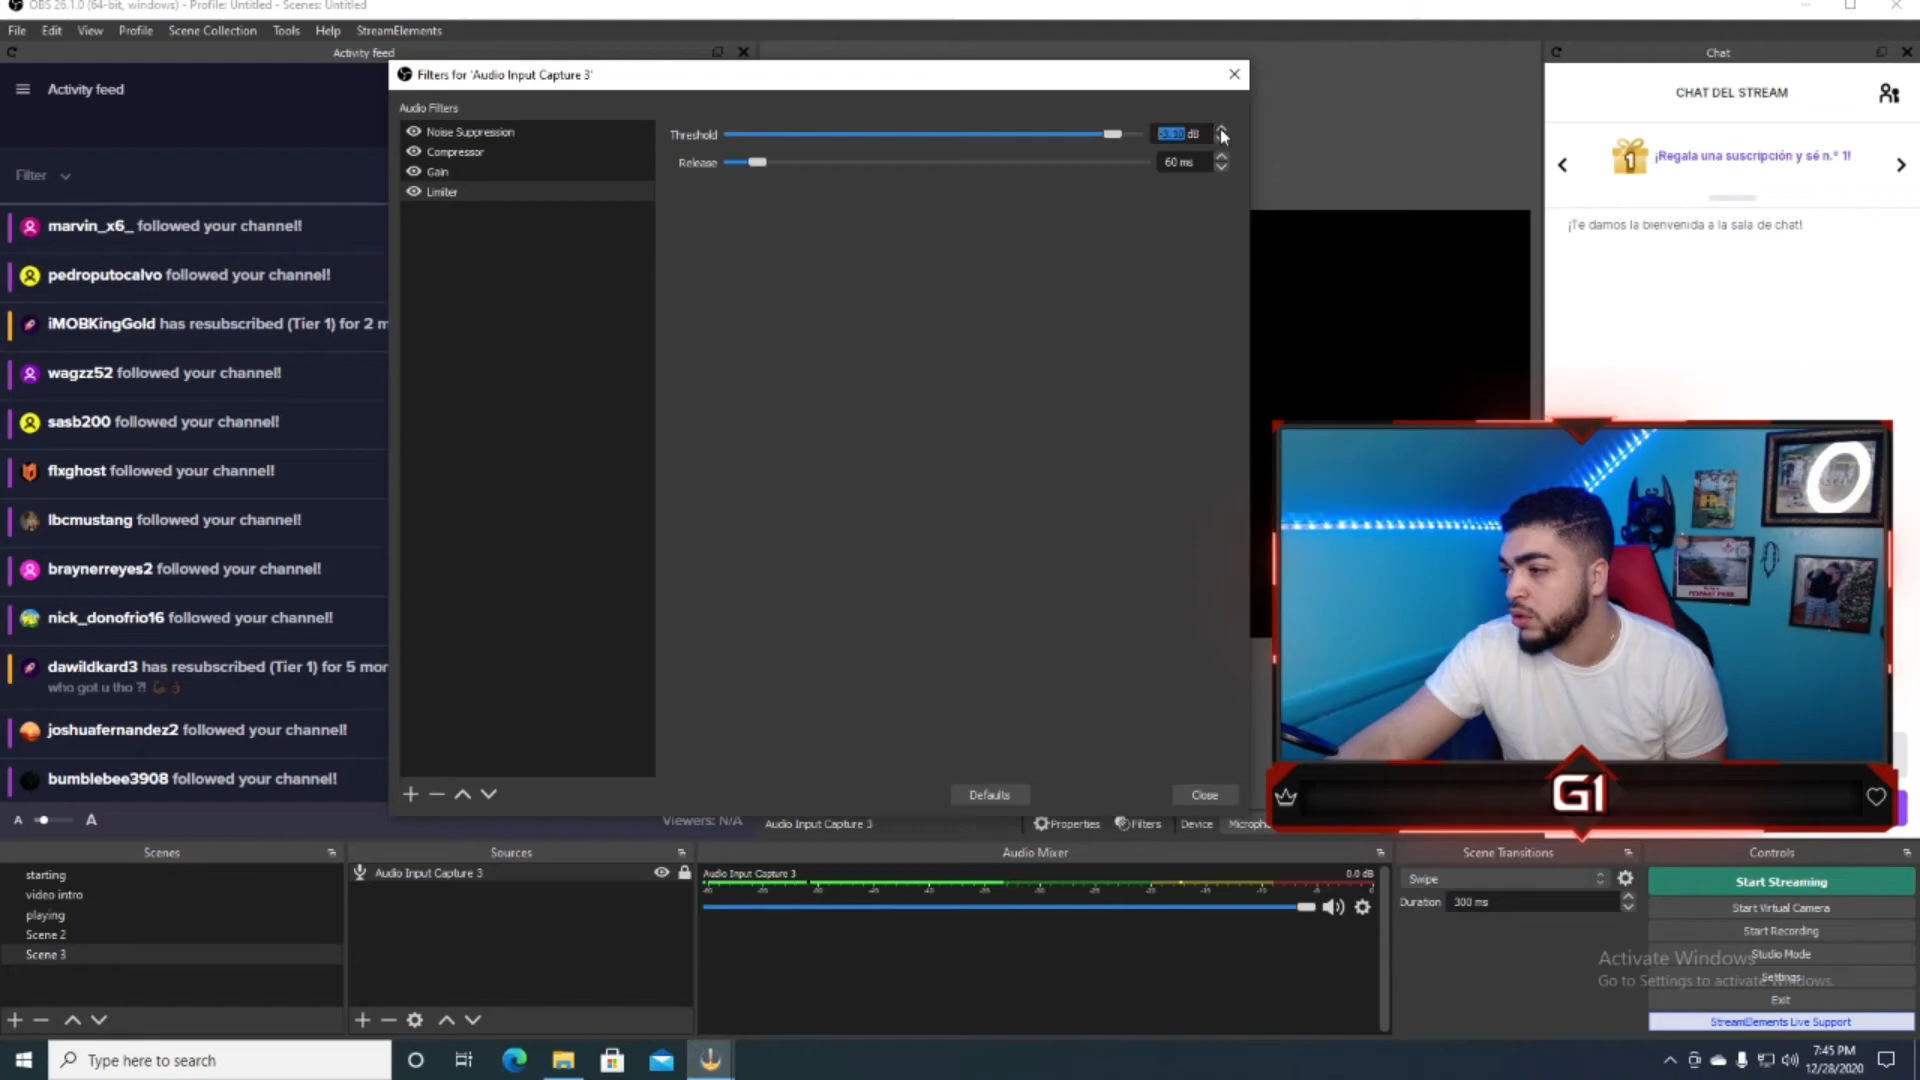 OBS 26.1.0 (64-bit, windows) - Profile: Untitled - Scenes: Untitled
File Edit View Profile Scene Collection Tools Help StreamElements
Activity feed
Chat
Filters for 'Audio Input Capture 3'
Activity feed
CHAT DEL STREAM
Audio Filters
Noise Suppression
Compressor
Gain
Limiter
Threshold
dB
Release
60 ms
1
¡Regala una suscripción y sé n.º 1!
Filter
¡Te damos la bienvenida a la sala de chat!
marvin_x6_ followed your channel!
pedroputocalvo followed your channel!
iMOBKingGold has resubscribed (Tier 1) for 2 m
wagzz52 followed your channel!
sasb200 followed your channel!
flxghost followed your channel!
lbcmustang followed your channel!
braynerreyes2 followed your channel!
nick_donofrio16 followed your channel!
dawildkard3 has resubscribed (Tier 1) for 5 mor
who got u tho ?!
joshuafernandez2 followed your channel!
bumblebee3908 followed your channel!
A A
Defaults
Close
G1
Viewers: N/A
Audio Input Capture 3
Properties
Filters
Device
Microph
Scenes
Sources
Audio Mixer
Scene Transitions
Controls
starting
video intro
playing
Scene 2
Scene 3
Audio Input Capture 3
Audio Input Capture 3
0.0 dB
Swipe
Duration 300 ms
Start Streaming
Start Virtual Camera
Start Recording
Studio Mode
Settings
Exit
StreamElements Live Support
Activate Windows
Go to Settings to activate Windows.
Type here to search
7:45 PM
12/28/2020